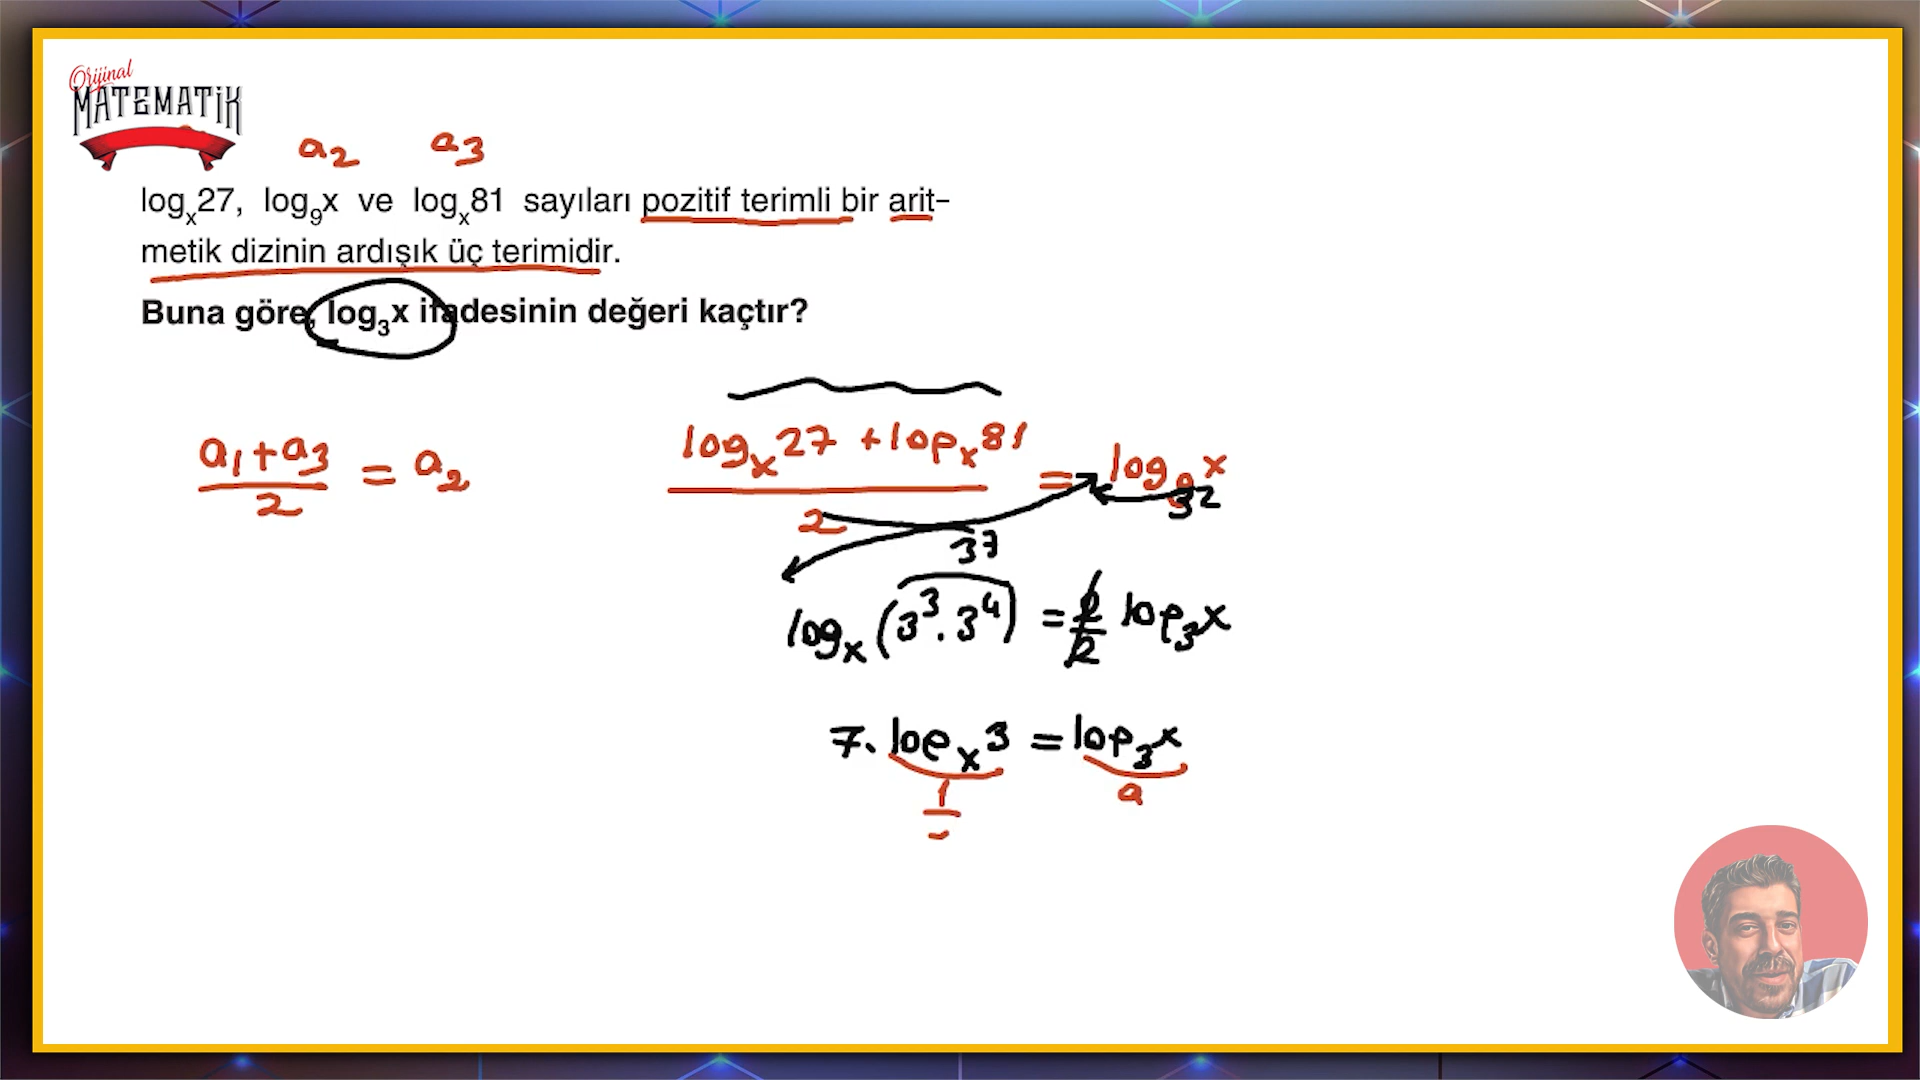 Orijinal
MATEMATİK
a2 a3
logₓ27, log₉x ve logₓ81 sayıları pozitif terimli bir arit-
metik dizinin ardışık üç terimidir.
Buna göre, log₃x ifadesinin değeri kaçtır?
(a₁+a₃)/2 = a₂
(logₓ27 + logₓ81)/2 = log₉x
3²
3⁷
logₓ(3³.3⁴) = 2/2 log₃x
7.logₓ3 = log₃x
1 a